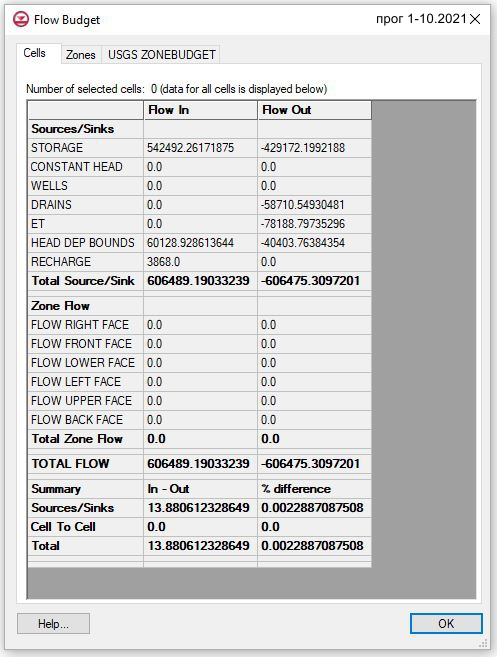 Flow Budget прог 1-10.2021
Cells Zones USGS ZONEBUDGET
Number of selected cells: 0 (data for all cells is displayed below)
Flow In Flow Out
Sources/Sinks
STORAGE 542492.26171875 -429172.1992188
CONSTANT HEAD 0.0 0.0
WELLS 0.0 0.0
DRAINS 0.0 -58710.54930481
ET 0.0 -78188.79735296
HEAD DEP BOUNDS 60128.928613644 -40403.76384354
RECHARGE 3868.0 0.0
Total Source/Sink 606489.19033239 -606475.3097201
Zone Flow
FLOW RIGHT FACE 0.0 0.0
FLOW FRONT FACE 0.0 0.0
FLOW LOWER FACE 0.0 0.0
FLOW LEFT FACE 0.0 0.0
FLOW UPPER FACE 0.0 0.0
FLOW BACK FACE 0.0 0.0
Total Zone Flow 0.0 0.0
TOTAL FLOW 606489.19033239 -606475.3097201
Summary In - Out % difference
Sources/Sinks 13.880612328649 0.0022887087508
Cell To Cell 0.0 0.0
Total 13.880612328649 0.0022887087508
Help... OK